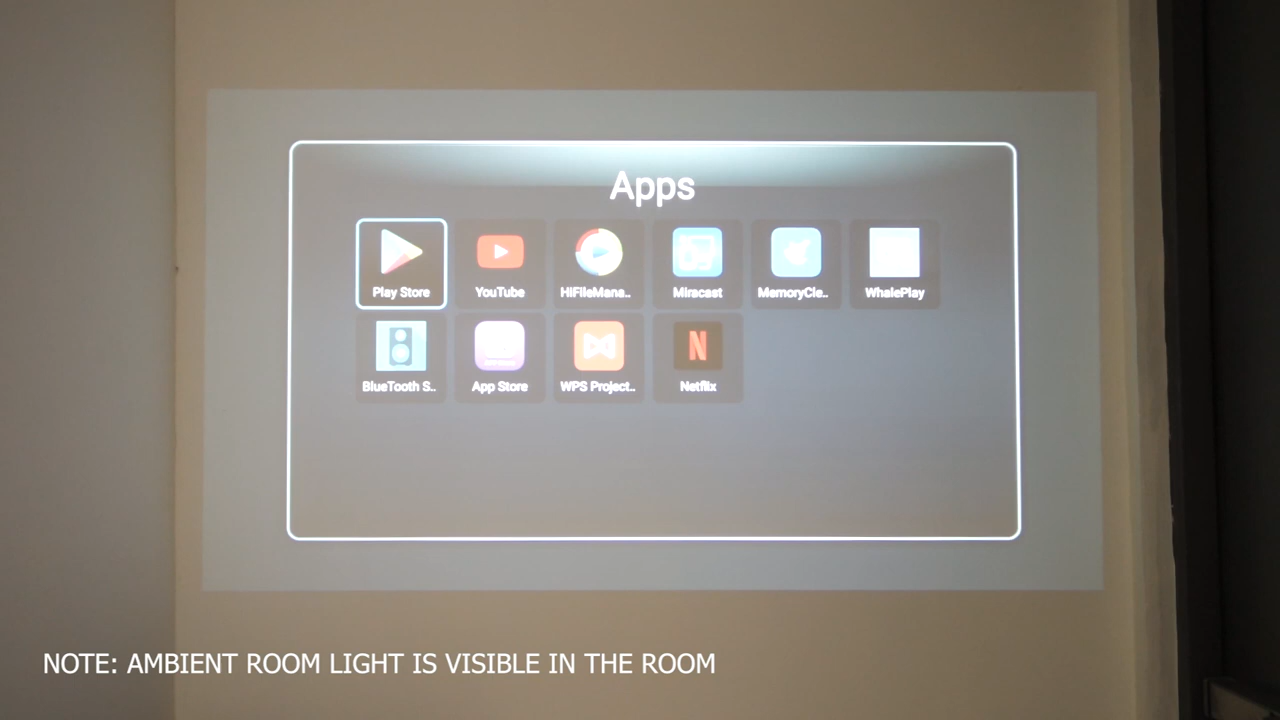 Apps
Play Store
YouTube
HiFileMana..
Miracast
MemoryCle..
WhalePlay
BlueTooth S..
App Store
WPS Project..
Netflix
N
NOTE: AMBIENT ROOM LIGHT IS VISIBLE IN THE ROOM